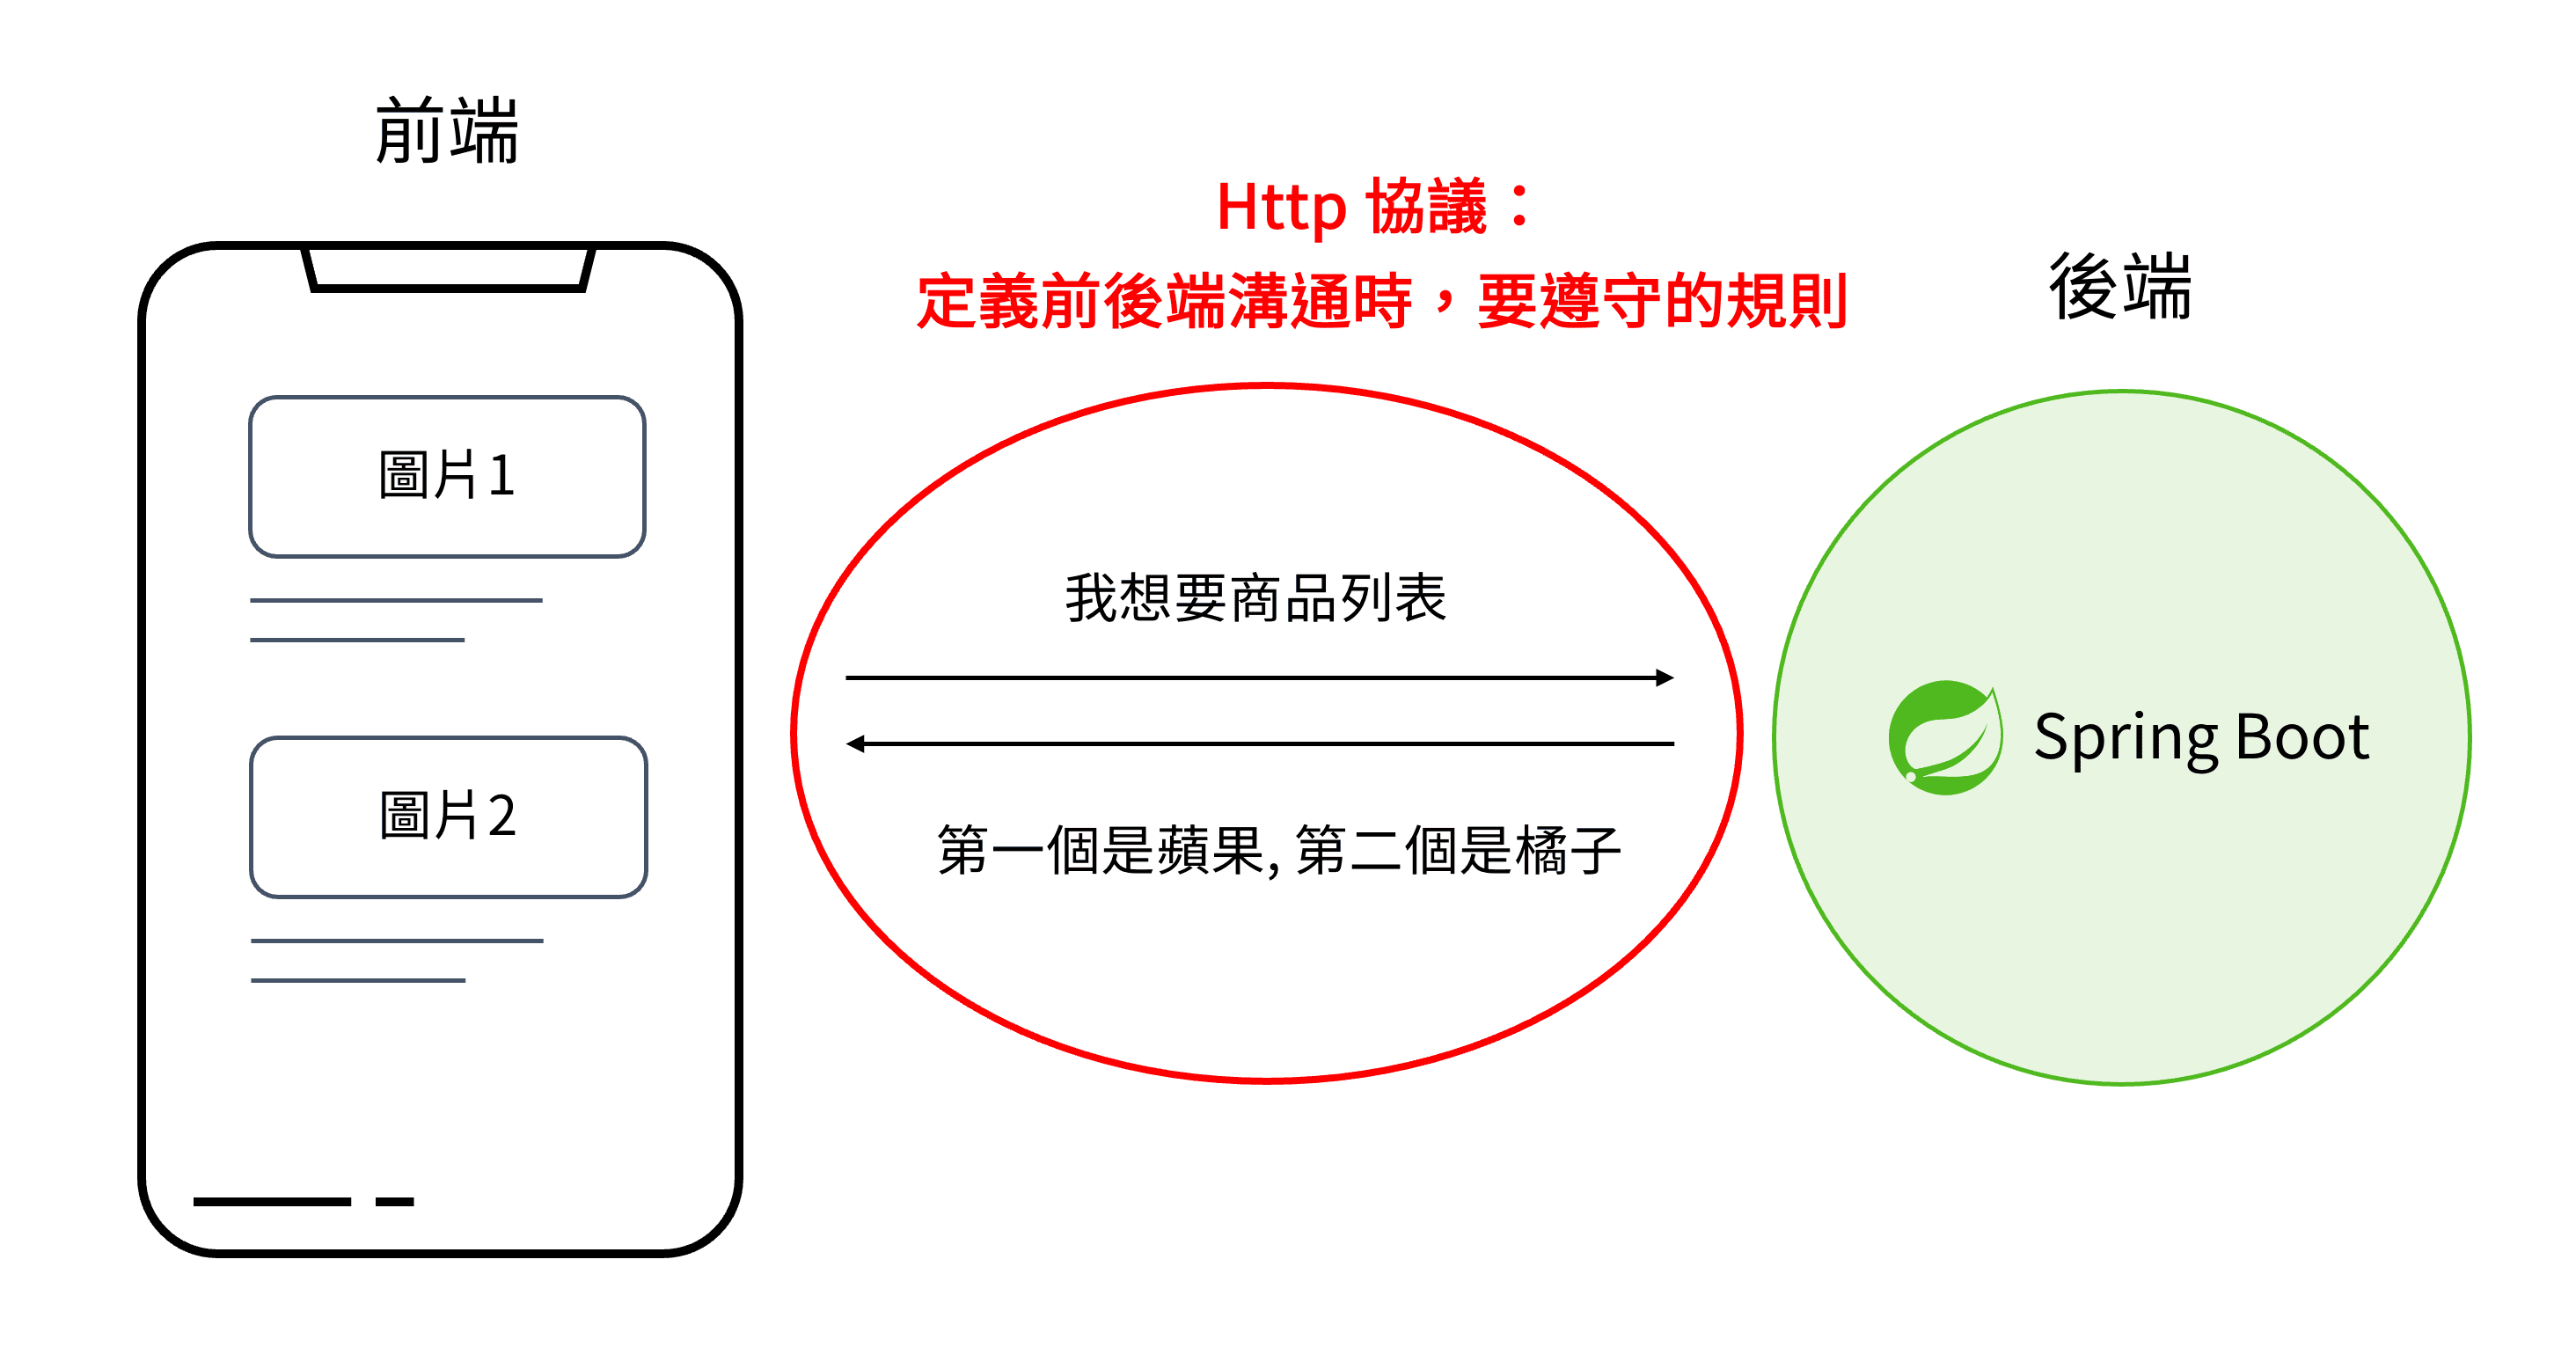 前端
Http 協議：
定義前後端溝通時，要遵守的規則
後端
圖片1
我想要商品列表
Spring Boot
圖片2
第一個是蘋果, 第二個是橘子